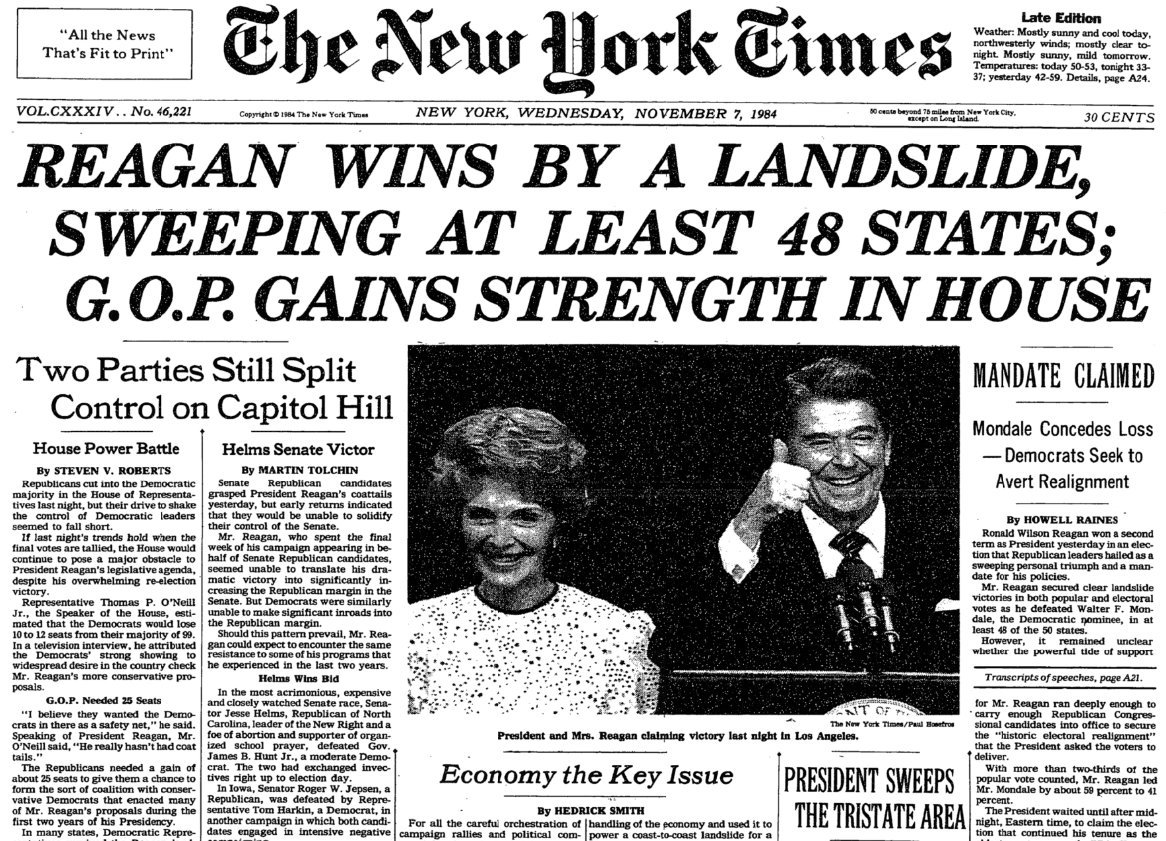 "All the News
That's Fit to Print"
The New York Times
Late Edition
Weather: Mostly sunny and cool today,
northwesterly winds; mostly clear to-
night. Mostly sunny, mild tomorrow.
Temperatures: today 50-53, tonight 33-
37; yesterday 42-59. Details, page A24.
VOL.CXXXIV . . No. 46,221
Copyright © 1984 The New York Times
NEW YORK, WEDNESDAY, NOVEMBER 7, 1984
50 cents beyond 75 miles from New York City,
except on Long Island.
30 CENTS
REAGAN WINS BY A LANDSLIDE,
SWEEPING AT LEAST 48 STATES;
G.O.P. GAINS STRENGTH IN HOUSE
Two Parties Still Split
Control on Capitol Hill
House Power Battle
By STEVEN V. ROBERTS
Republicans cut into the Democratic
majority in the House of Representa-
tives last night, but their drive to shake
the control of Democratic leaders
seemed to fall short.
If last night's trends hold when the
final votes are tallied, the House would
continue to pose a major obstacle to
President Reagan's legislative agenda,
despite his overwhelming re-election
victory.
Representative Thomas P. O'Neill
Jr., the Speaker of the House, esti-
mated that the Democrats would lose
10 to 12 seats from their majority of 99.
In a television interview, he attributed
the Democrats' strong showing to
widespread desire in the country check
Mr. Reagan's more conservative pro-
posals.
G.O.P. Needed 25 Seats
"I believe they wanted the Demo-
crats in there as a safety net," he said.
Speaking of President Reagan, Mr.
O'Neill said, "He really hasn't had coat
tails."
The Republicans needed a gain of
about 25 seats to give them a chance to
form the sort of coalition with conser-
vative Democrats that enacted many
of Mr. Reagan's proposals during the
first two years of his Presidency.
In many states, Democratic Repre-
Helms Senate Victor
By MARTIN TOLCHIN
Senate Republican candidates
grasped President Reagan's coattails
yesterday, but early returns indicated
that they would be unable to solidify
their control of the Senate.
Mr. Reagan, who spent the final
week of his campaign appearing in be-
half of Senate Republican candidates,
seemed unable to translate his dra-
matic victory into significantly in-
creasing the Republican margin in the
Senate. But Democrats were similarly
unable to make significant inroads into
the Republican margin.
Should this pattern prevail, Mr. Rea-
gan could expect to encounter the same
resistance to some of his programs that
he experienced in the last two years.
Helms Wins Bid
In the most acrimonious, expensive
and closely watched Senate race, Sena-
tor Jesse Helms, Republican of North
Carolina, leader of the New Right and a
foe of abortion and supporter of organ-
ized school prayer, defeated Gov.
James B. Hunt Jr., a moderate Demo-
crat. The two had exchanged invec-
tives right up to election day.
In Iowa, Senator Roger W. Jepsen, a
Republican, was defeated by Repre-
sentative Tom Harkin, a Democrat, in
another campaign in which both candi-
dates engaged in intensive negative
The New York Times/Paul Hosefros
President and Mrs. Reagan claiming victory last night in Los Angeles.
Economy the Key Issue
By HEDRICK SMITH
For all the careful orchestration of
campaign rallies and political com-
handling of the economy and used it to
power a coast-to-coast landslide for a
PRESIDENT SWEEPS
THE TRISTATE AREA
MANDATE CLAIMED
Mondale Concedes Loss
— Democrats Seek to
Avert Realignment
By HOWELL RAINES
Ronald Wilson Reagan won a second
term as President yesterday in an elec-
tion that Republican leaders hailed as a
sweeping personal triumph and a man-
date for his policies.
Mr. Reagan secured clear landslide
victories in both popular and electoral
votes as he defeated Walter F. Mon-
dale, the Democratic nominee, in at
least 48 of the 50 states.
However, it remained unclear
whether the powerful tide of support
Transcripts of speeches, page A21.
for Mr. Reagan ran deeply enough to
carry enough Republican Congres-
sional candidates into office to secure
the "historic electoral realignment"
that the President asked the voters to
deliver.
With more than two-thirds of the
popular vote counted, Mr. Reagan led
Mr. Mondale by about 59 percent to 41
percent.
The President waited until after mid-
night, Eastern time, to claim the elec-
tion that continued his tenure as the